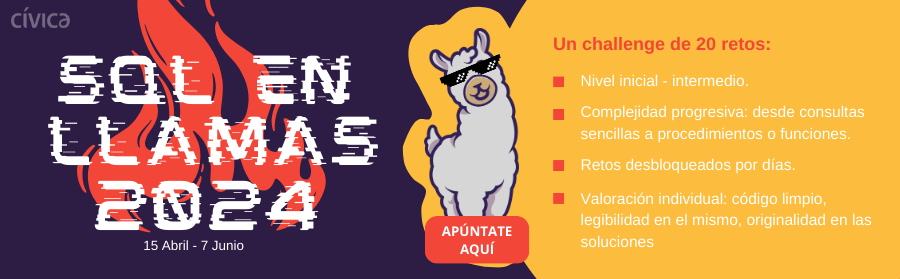 cívica
SQL EN
LLAMAS
2024
15 Abril - 7 Junio
APÚNTATE
AQUÍ
Un challenge de 20 retos:
Nivel inicial - intermedio.
Complejidad progresiva: desde consultas
sencillas a procedimientos o funciones.
Retos desbloqueados por días.
Valoración individual: código limpio,
legibilidad en el mismo, originalidad en las
soluciones